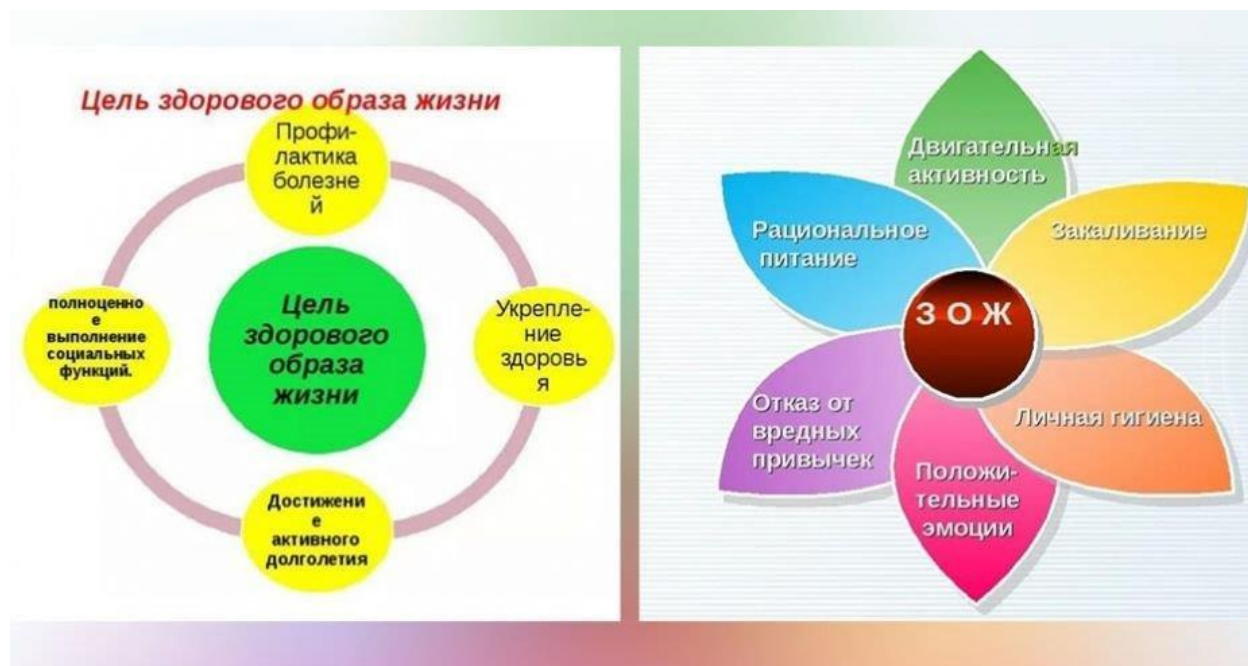 Цель здорового образа жизни
Профи-
лактика
болезне
й
полноценно
е
выполнение
социальных
функций.
Цель
здорового
образа
жизни
Укрепле-
ние
здоровь
я
Достижени
е
активного
долголетия
Двигательная
активность
Рациональное
питание
Закаливание
З О Ж
Отказ от
вредных
привычек
Личная гигиена
Положи-
тельные
эмоции